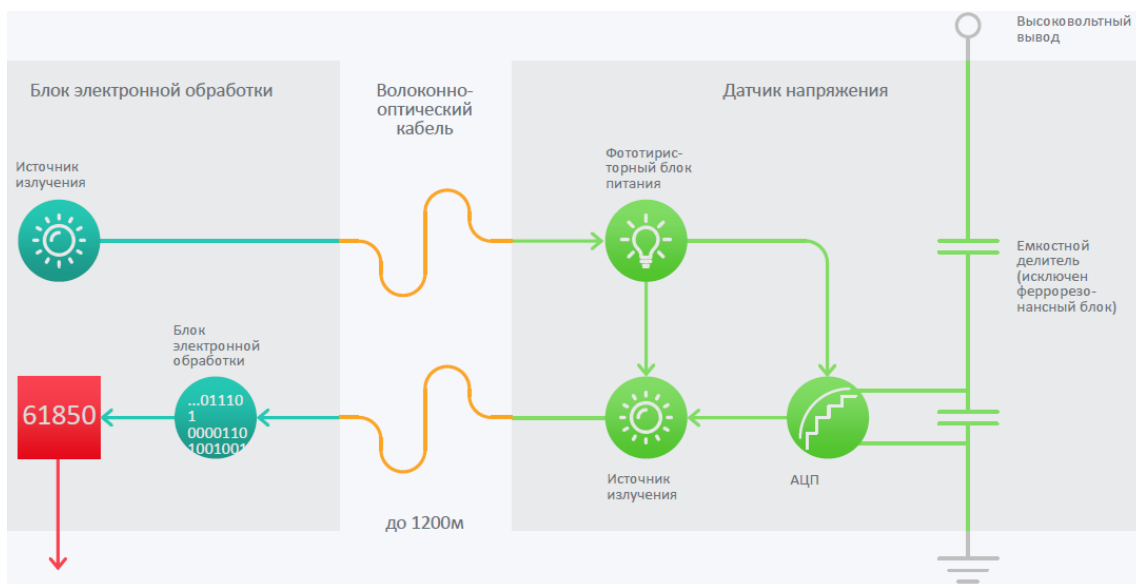 Высоковольтный
вывод
Блок электронной обработки
Волоконно-
оптический
кабель
Датчик напряжения
Источник
излучения
Фототирис-
торный блок
питания
Емкостной
делитель
(исключен
феррорезо-
нансный блок)
Блок
электронной
обработки
61850
...01110
1
0000110
1001001
Источник
излучения
АЦП
до 1200м